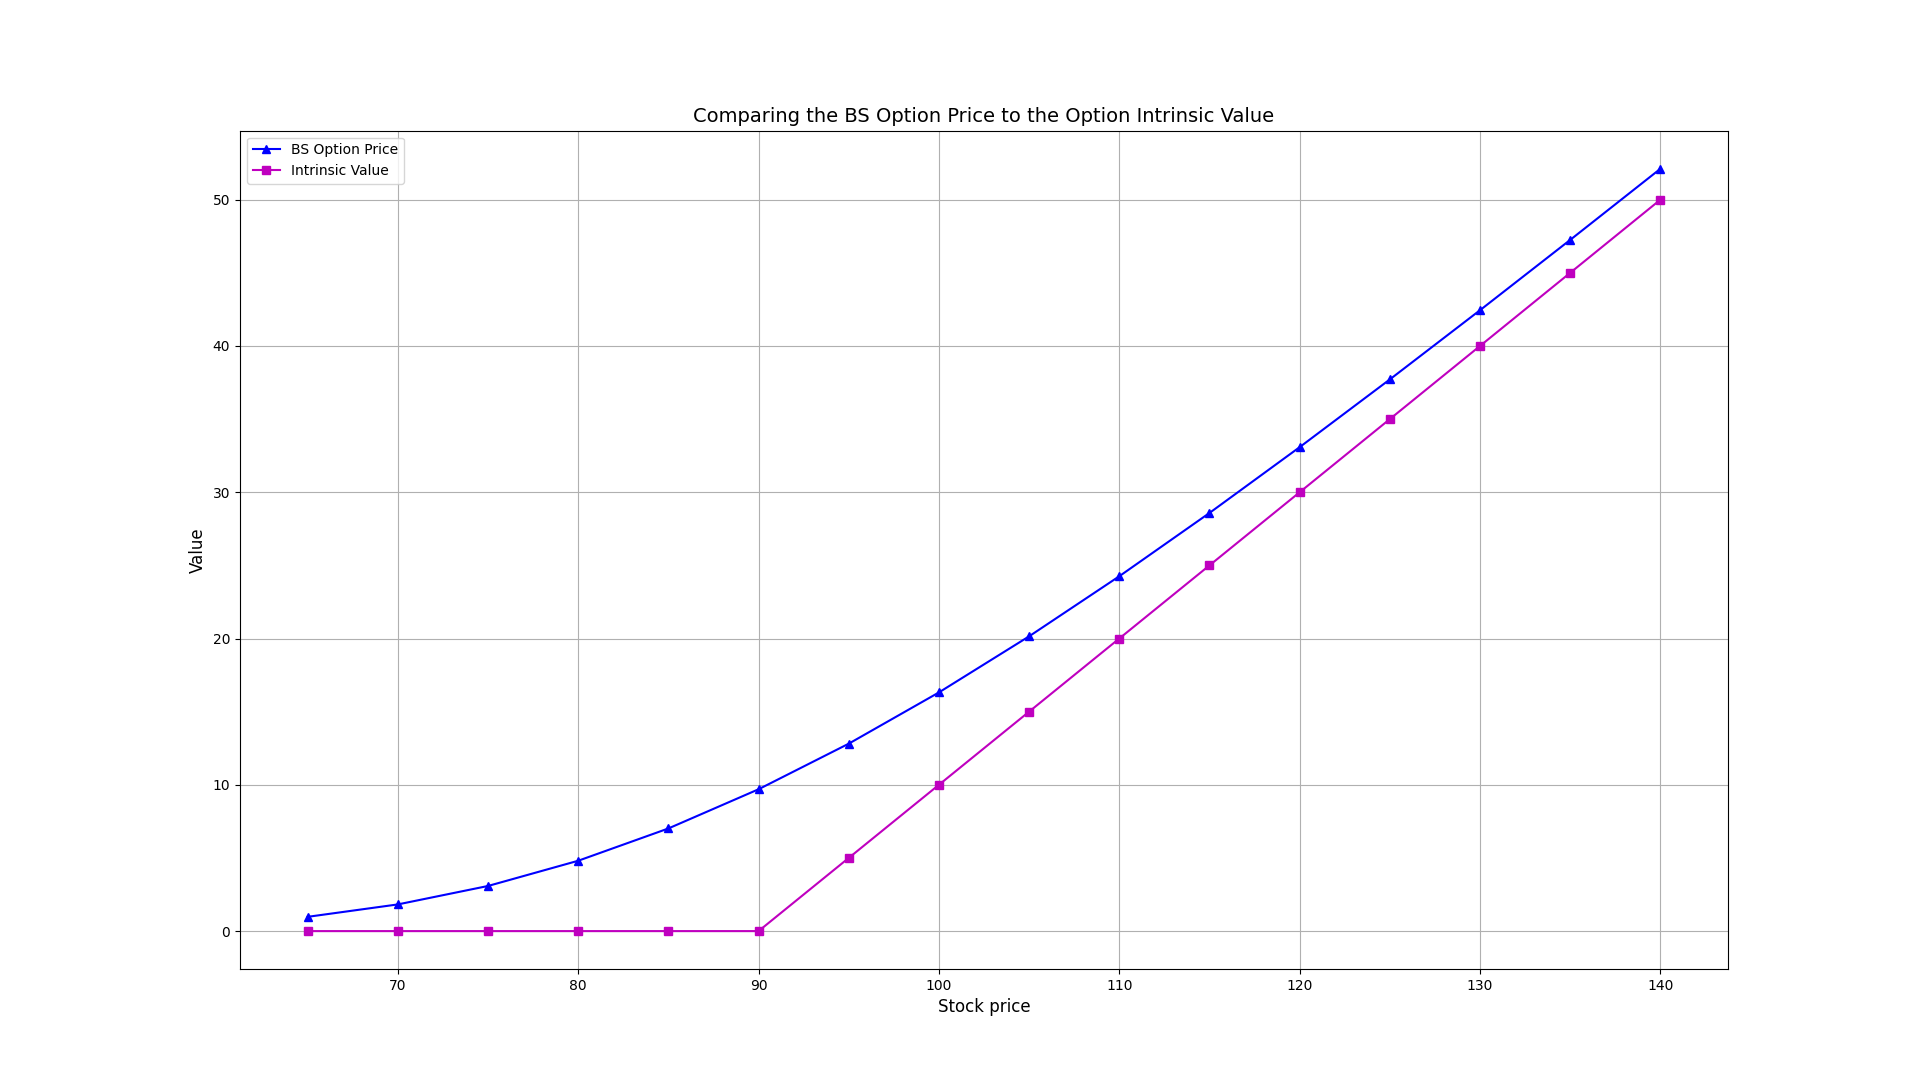 Comparing the BS Option Price to the Option Intrinsic Value
BS Option Price
Intrinsic Value
50
40
30
20
10
0
Value
70 80 90 100 110 120 130 140
Stock price